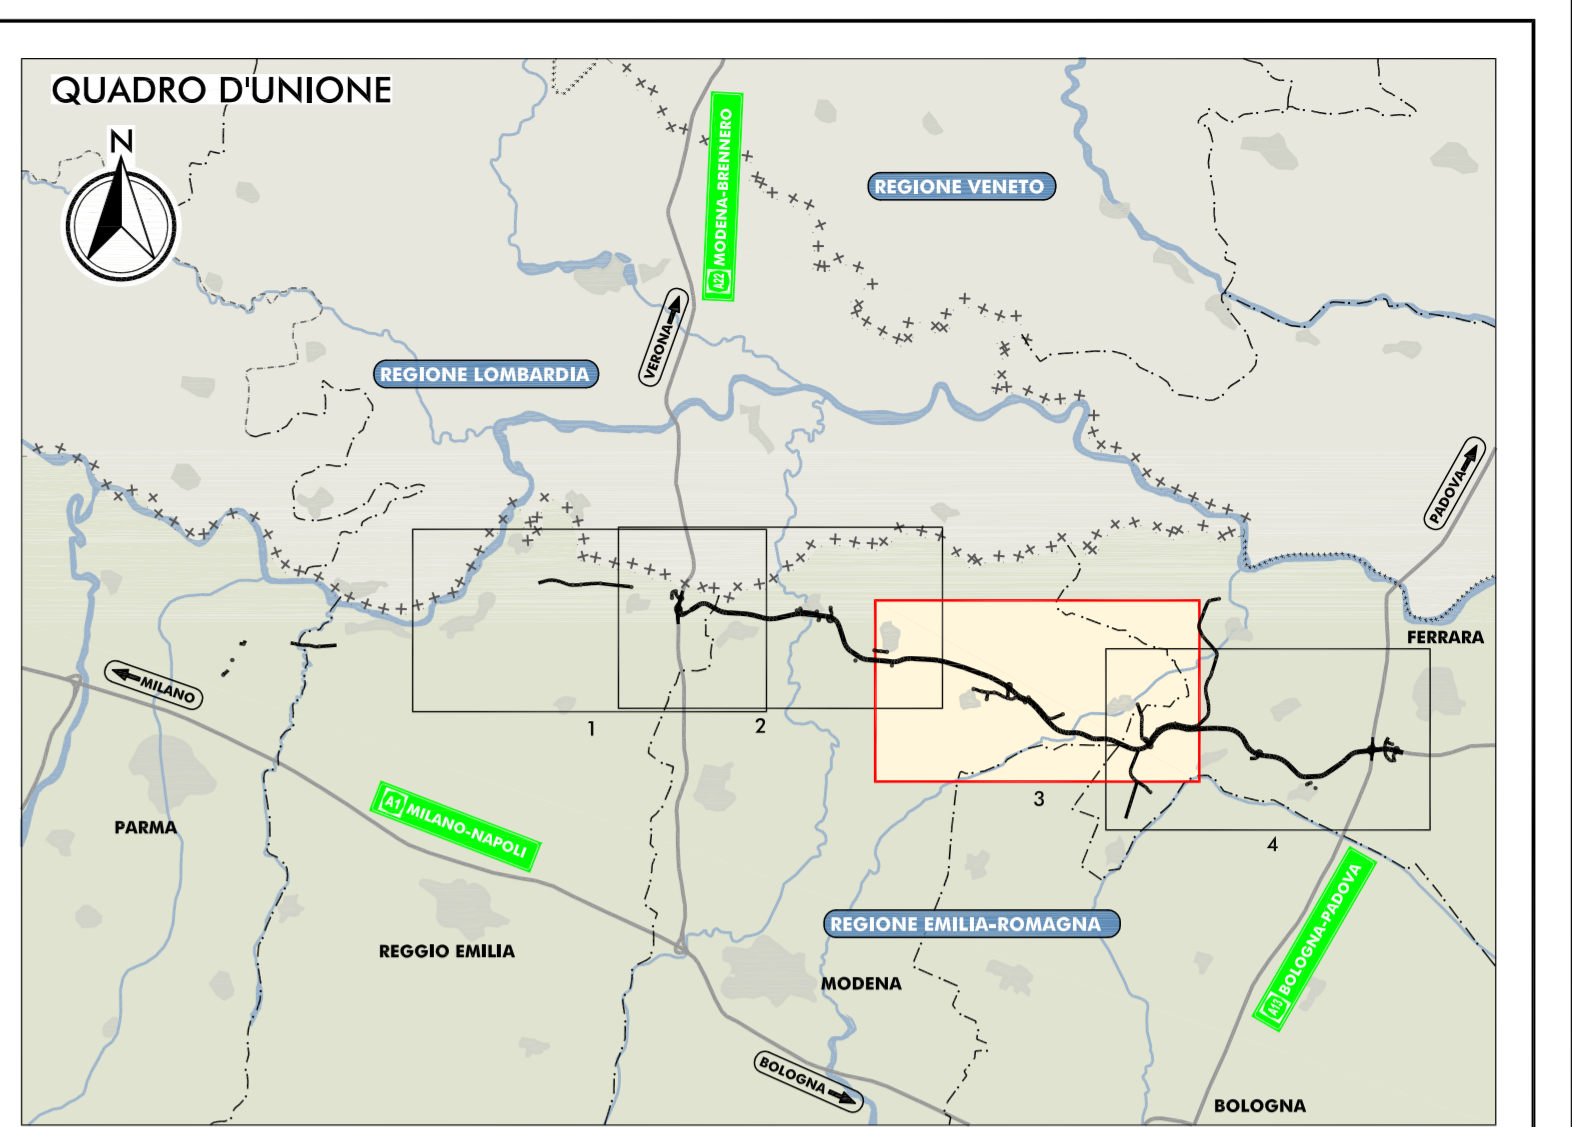 QUADRO D'UNIONE
N
A22 MODENA-BRENNERO
REGIONE VENETO
VERONA
REGIONE LOMBARDIA
PADOVA
FERRARA
MILANO
1
2
3
4
PARMA
A1 MILANO-NAPOLI
REGIONE EMILIA-ROMAGNA
A13 BOLOGNA-PADOVA
REGGIO EMILIA
MODENA
BOLOGNA
BOLOGNA